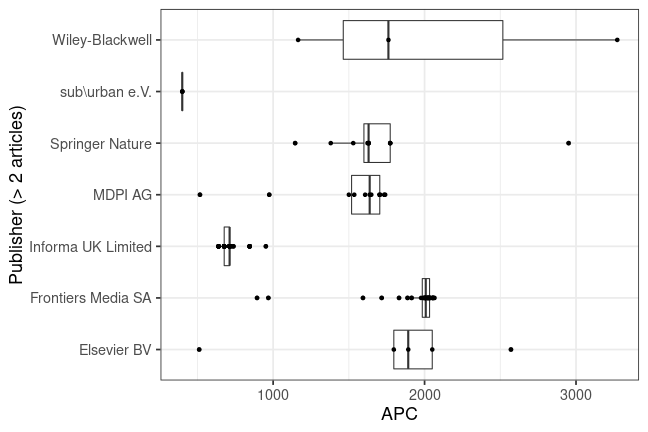 Publisher (> 2 articles)
Wiley-Blackwell
sub\urban e.V.
Springer Nature
MDPI AG
Informa UK Limited
Frontiers Media SA
Elsevier BV
1000 2000 3000
APC